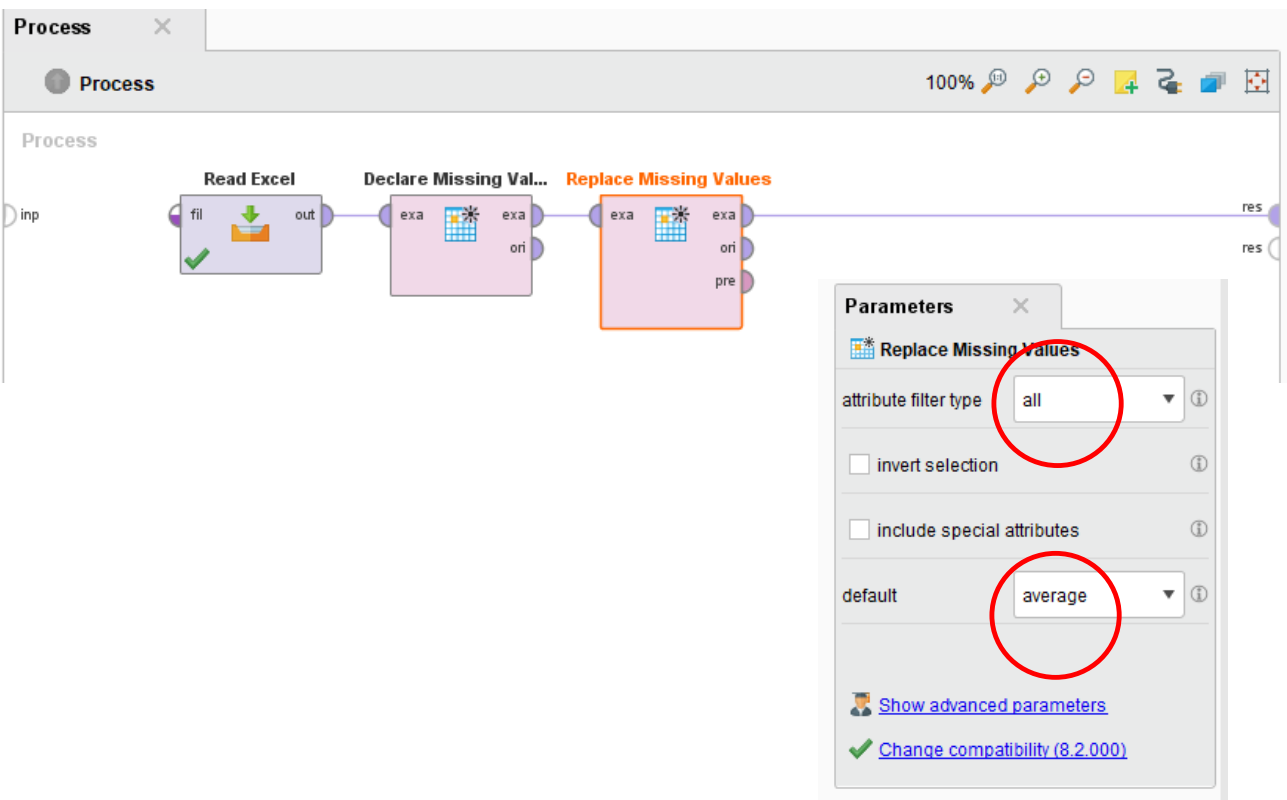 Process
Process
100%
Process
Read Excel
Declare Missing Val...
Replace Missing Values
inp
fil
out
exa
exa
exa
exa
res
ori
ori
res
pre
Parameters
Replace Missing Values
attribute filter type
all
invert selection
include special attributes
default
average
Show advanced parameters
Change compatibility (8.2.000)